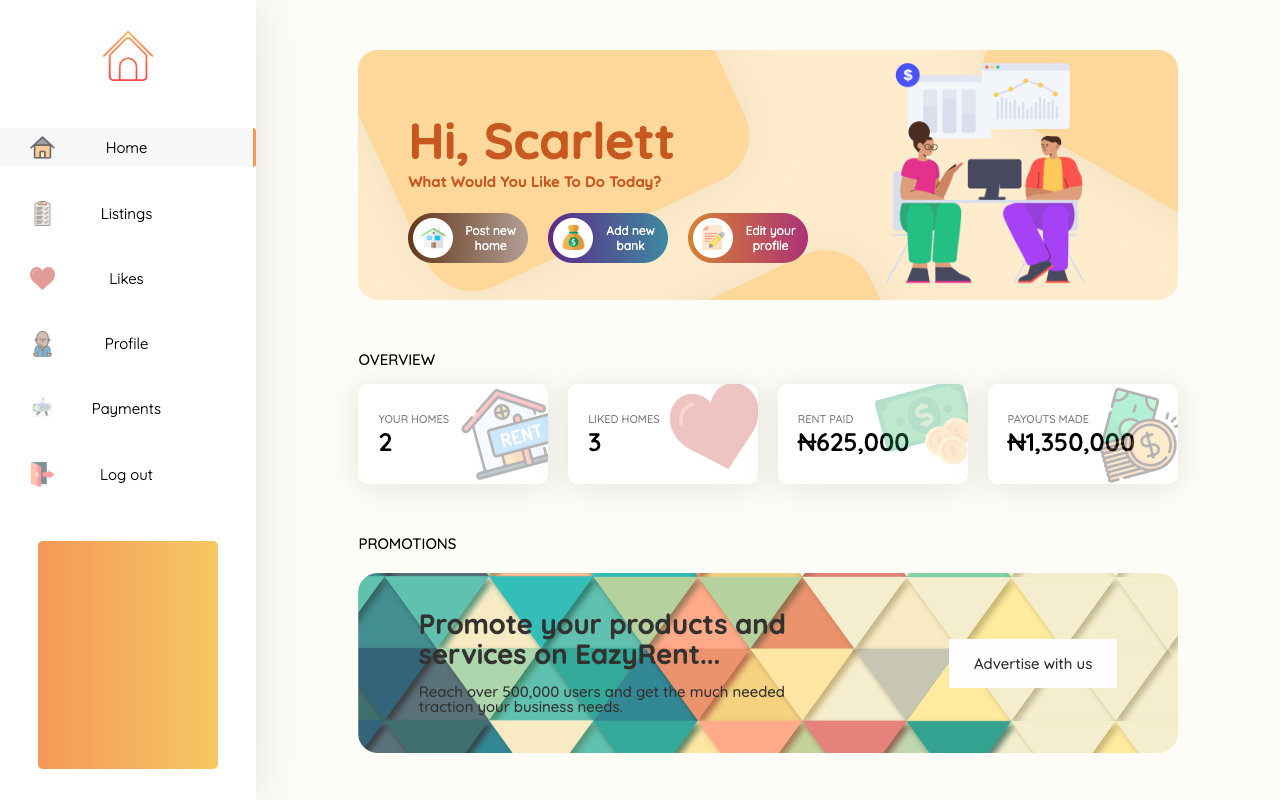 Home
Listings
Likes
Profile
Payments
Log out
Hi, Scarlett
What Would You Like To Do Today?
Post new
home
Add new
bank
Edit your
profile
$
OVERVIEW
YOUR HOMES
2
RENT
LIKED HOMES
3
RENT PAID
₦625,000
$
PAYOUTS MADE
₦1,350,000
$
PROMOTIONS
Promote your products and
services on EazyRent...
Reach over 500,000 users and get the much needed
traction your business needs.
Advertise with us